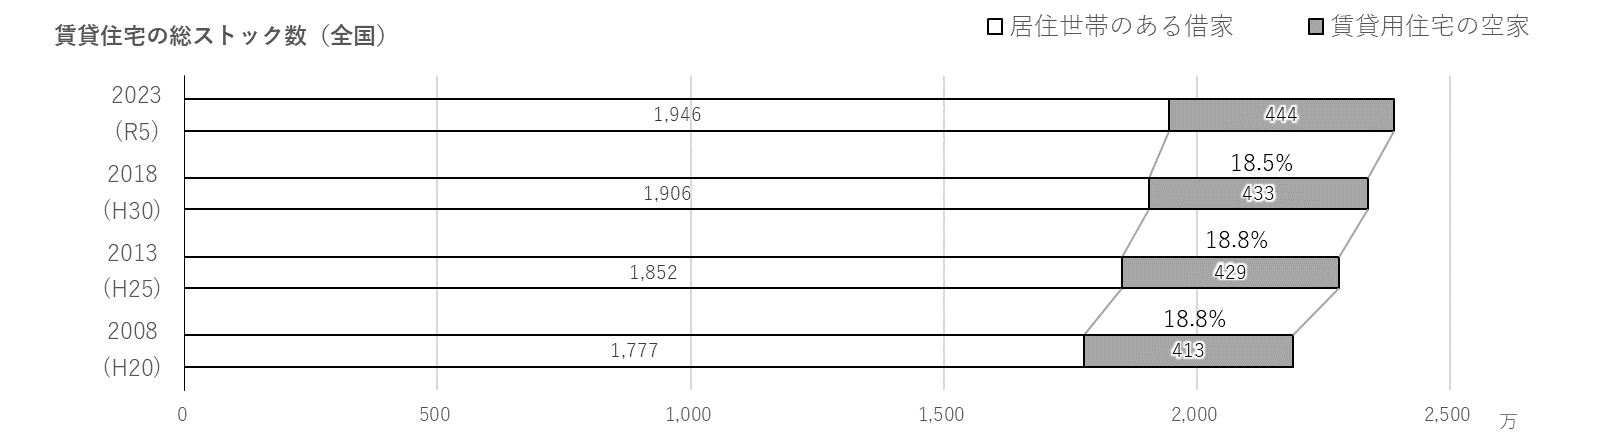 賃貸住宅の総ストック数（全国）
居住世帯のある借家 賃貸用住宅の空家
2023
（R5） 1,946 444
18.5%
2018
（H30） 1,906 433
18.8%
2013
（H25） 1,852 429
18.8%
2008
（H20） 1,777 413
0 500 1,000 1,500 2,000 2,500 万